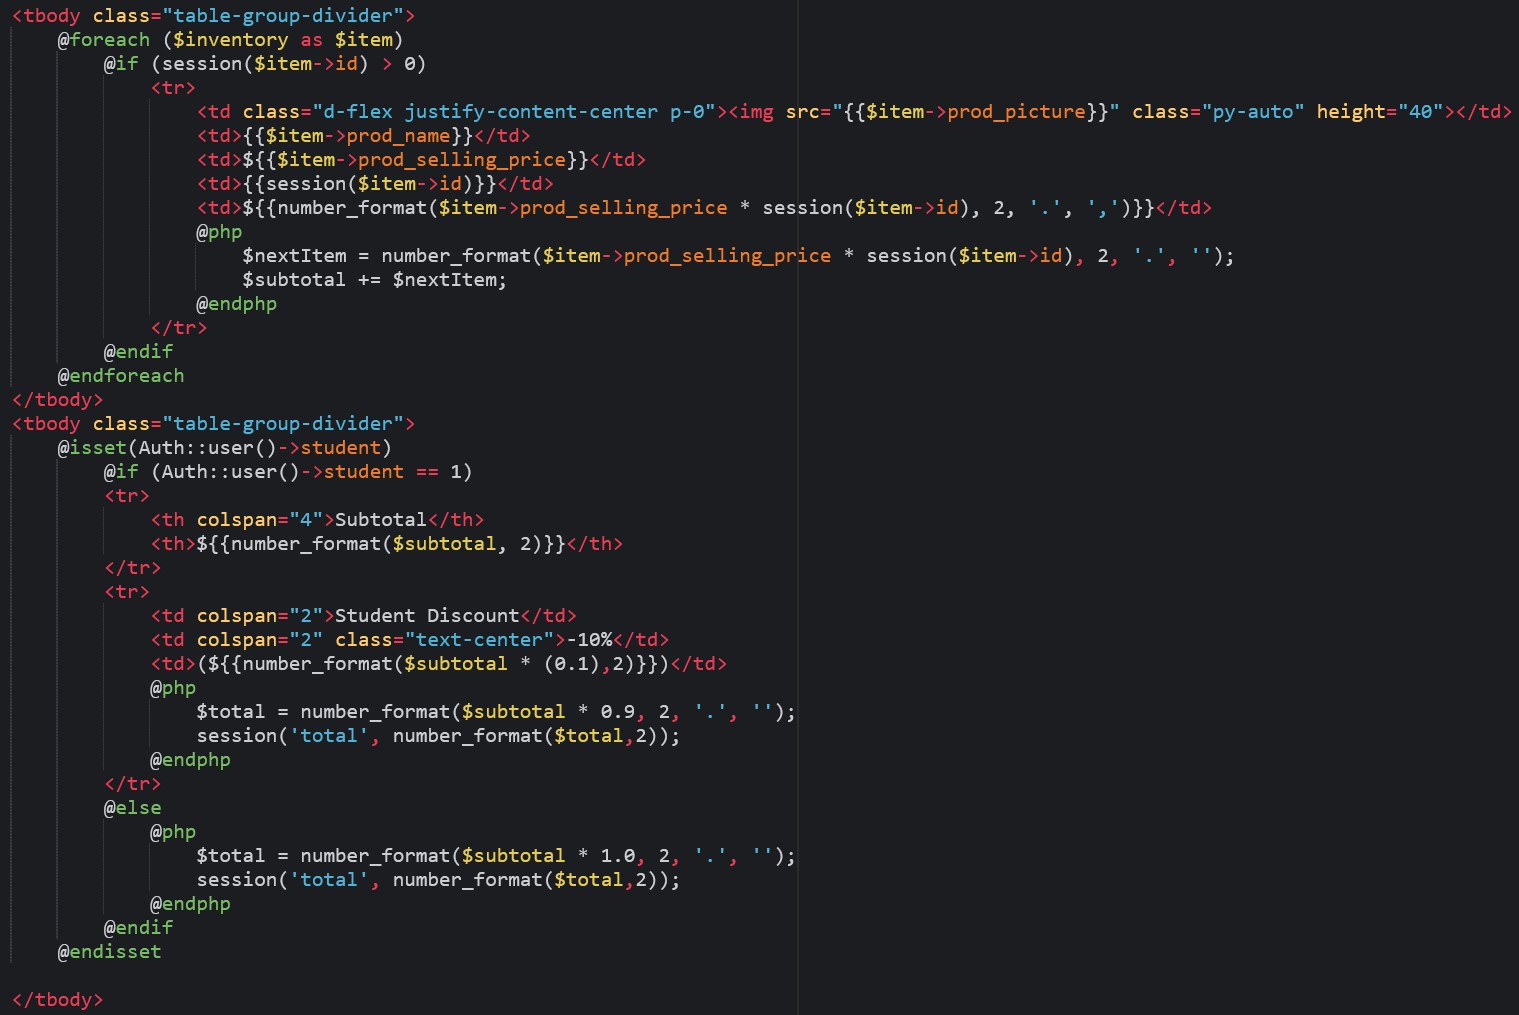 <tbody class="table-group-divider">
    @foreach ($inventory as $item)
        @if (session($item->id) > 0)
            <tr>
                <td class="d-flex justify-content-center p-0"><img src="{{$item->prod_picture}}" class="py-auto" height="40"></td>
                <td>{{$item->prod_name}}</td>
                <td>${{$item->prod_selling_price}}</td>
                <td>{{session($item->id)}}</td>
                <td>${{number_format($item->prod_selling_price * session($item->id), 2, '.', ',')}}</td>
                @php
                    $nextItem = number_format($item->prod_selling_price * session($item->id), 2, '.', '');
                    $subtotal += $nextItem;
                @endphp
            </tr>
        @endif
    @endforeach
</tbody>
<tbody class="table-group-divider">
    @isset(Auth::user()->student)
        @if (Auth::user()->student == 1)
        <tr>
            <th colspan="4">Subtotal</th>
            <th>${{number_format($subtotal, 2)}}</th>
        </tr>
        <tr>
            <td colspan="2">Student Discount</td>
            <td colspan="2" class="text-center">-10%</td>
            <td>(${{number_format($subtotal * (0.1),2)}})</td>
            @php
                $total = number_format($subtotal * 0.9, 2, '.', '');
                session('total', number_format($total,2));
            @endphp
        </tr>
        @else
            @php
                $total = number_format($subtotal * 1.0, 2, '.', '');
                session('total', number_format($total,2));
            @endphp
        @endif
    @endisset

</tbody>